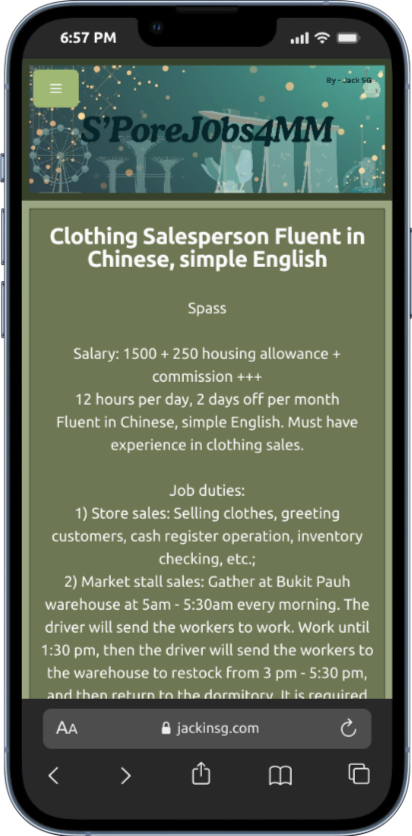 6:57 PM
By - Jack SG
S'PoreJ0bs4MM
Clothing Salesperson Fluent in
Chinese, simple English
Spass
Salary: 1500 + 250 housing allowance +
commission +++
12 hours per day, 2 days off per month
Fluent in Chinese, simple English. Must have
experience in clothing sales.
Job duties:
1) Store sales: Selling clothes, greeting
customers, cash register operation, inventory
checking, etc.;
2) Market stall sales: Gather at Bukit Pauh
warehouse at 5am - 5:30am every morning. The
driver will send the workers to work. Work until
1:30 pm, then the driver will send the workers to
the warehouse to restock from 3 pm - 5:30 pm,
and then return to the dormitory. It is required
AA
jackinsg.com